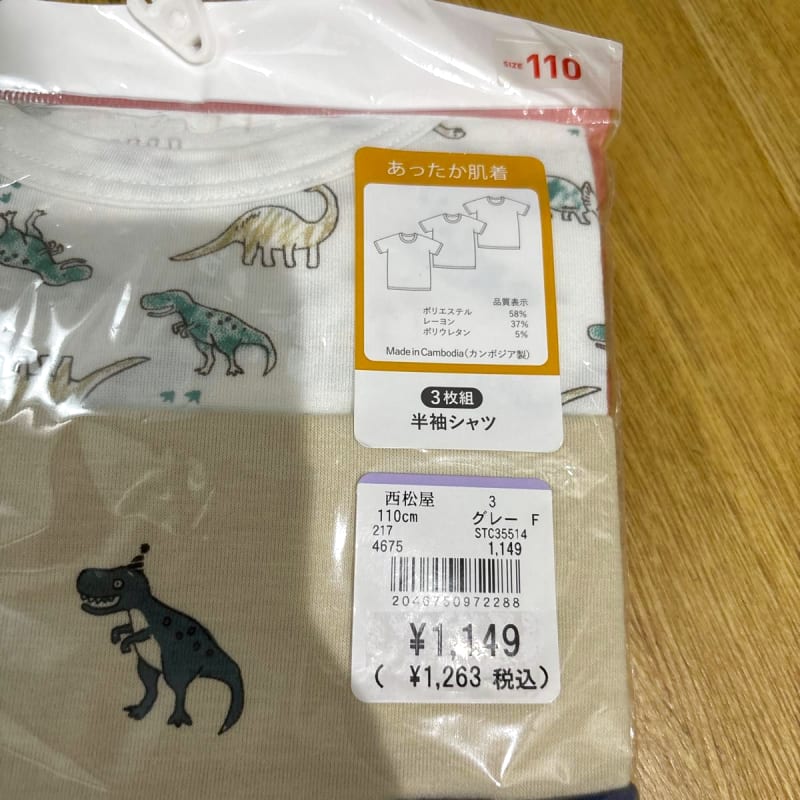 SIZE 110
あったか肌着
品質表示
ポリエステル 58%
レーヨン 37%
ポリウレタン 5%
Made in Cambodia(カンボジア製)
3枚組
半袖シャツ
西松屋 3
110cm グレー F
217 STC35514
4675 1,149
¥1,149
( ¥1,263 税込)